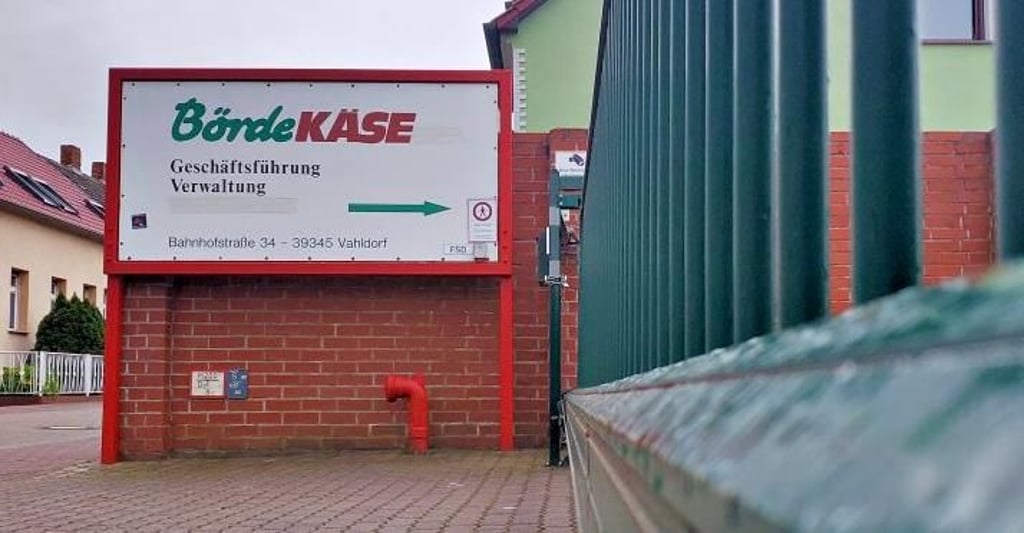 BördeKÄSE
Geschäftsführung
Verwaltung
Bahnhofstraße 34 - 39345 Vahldorf